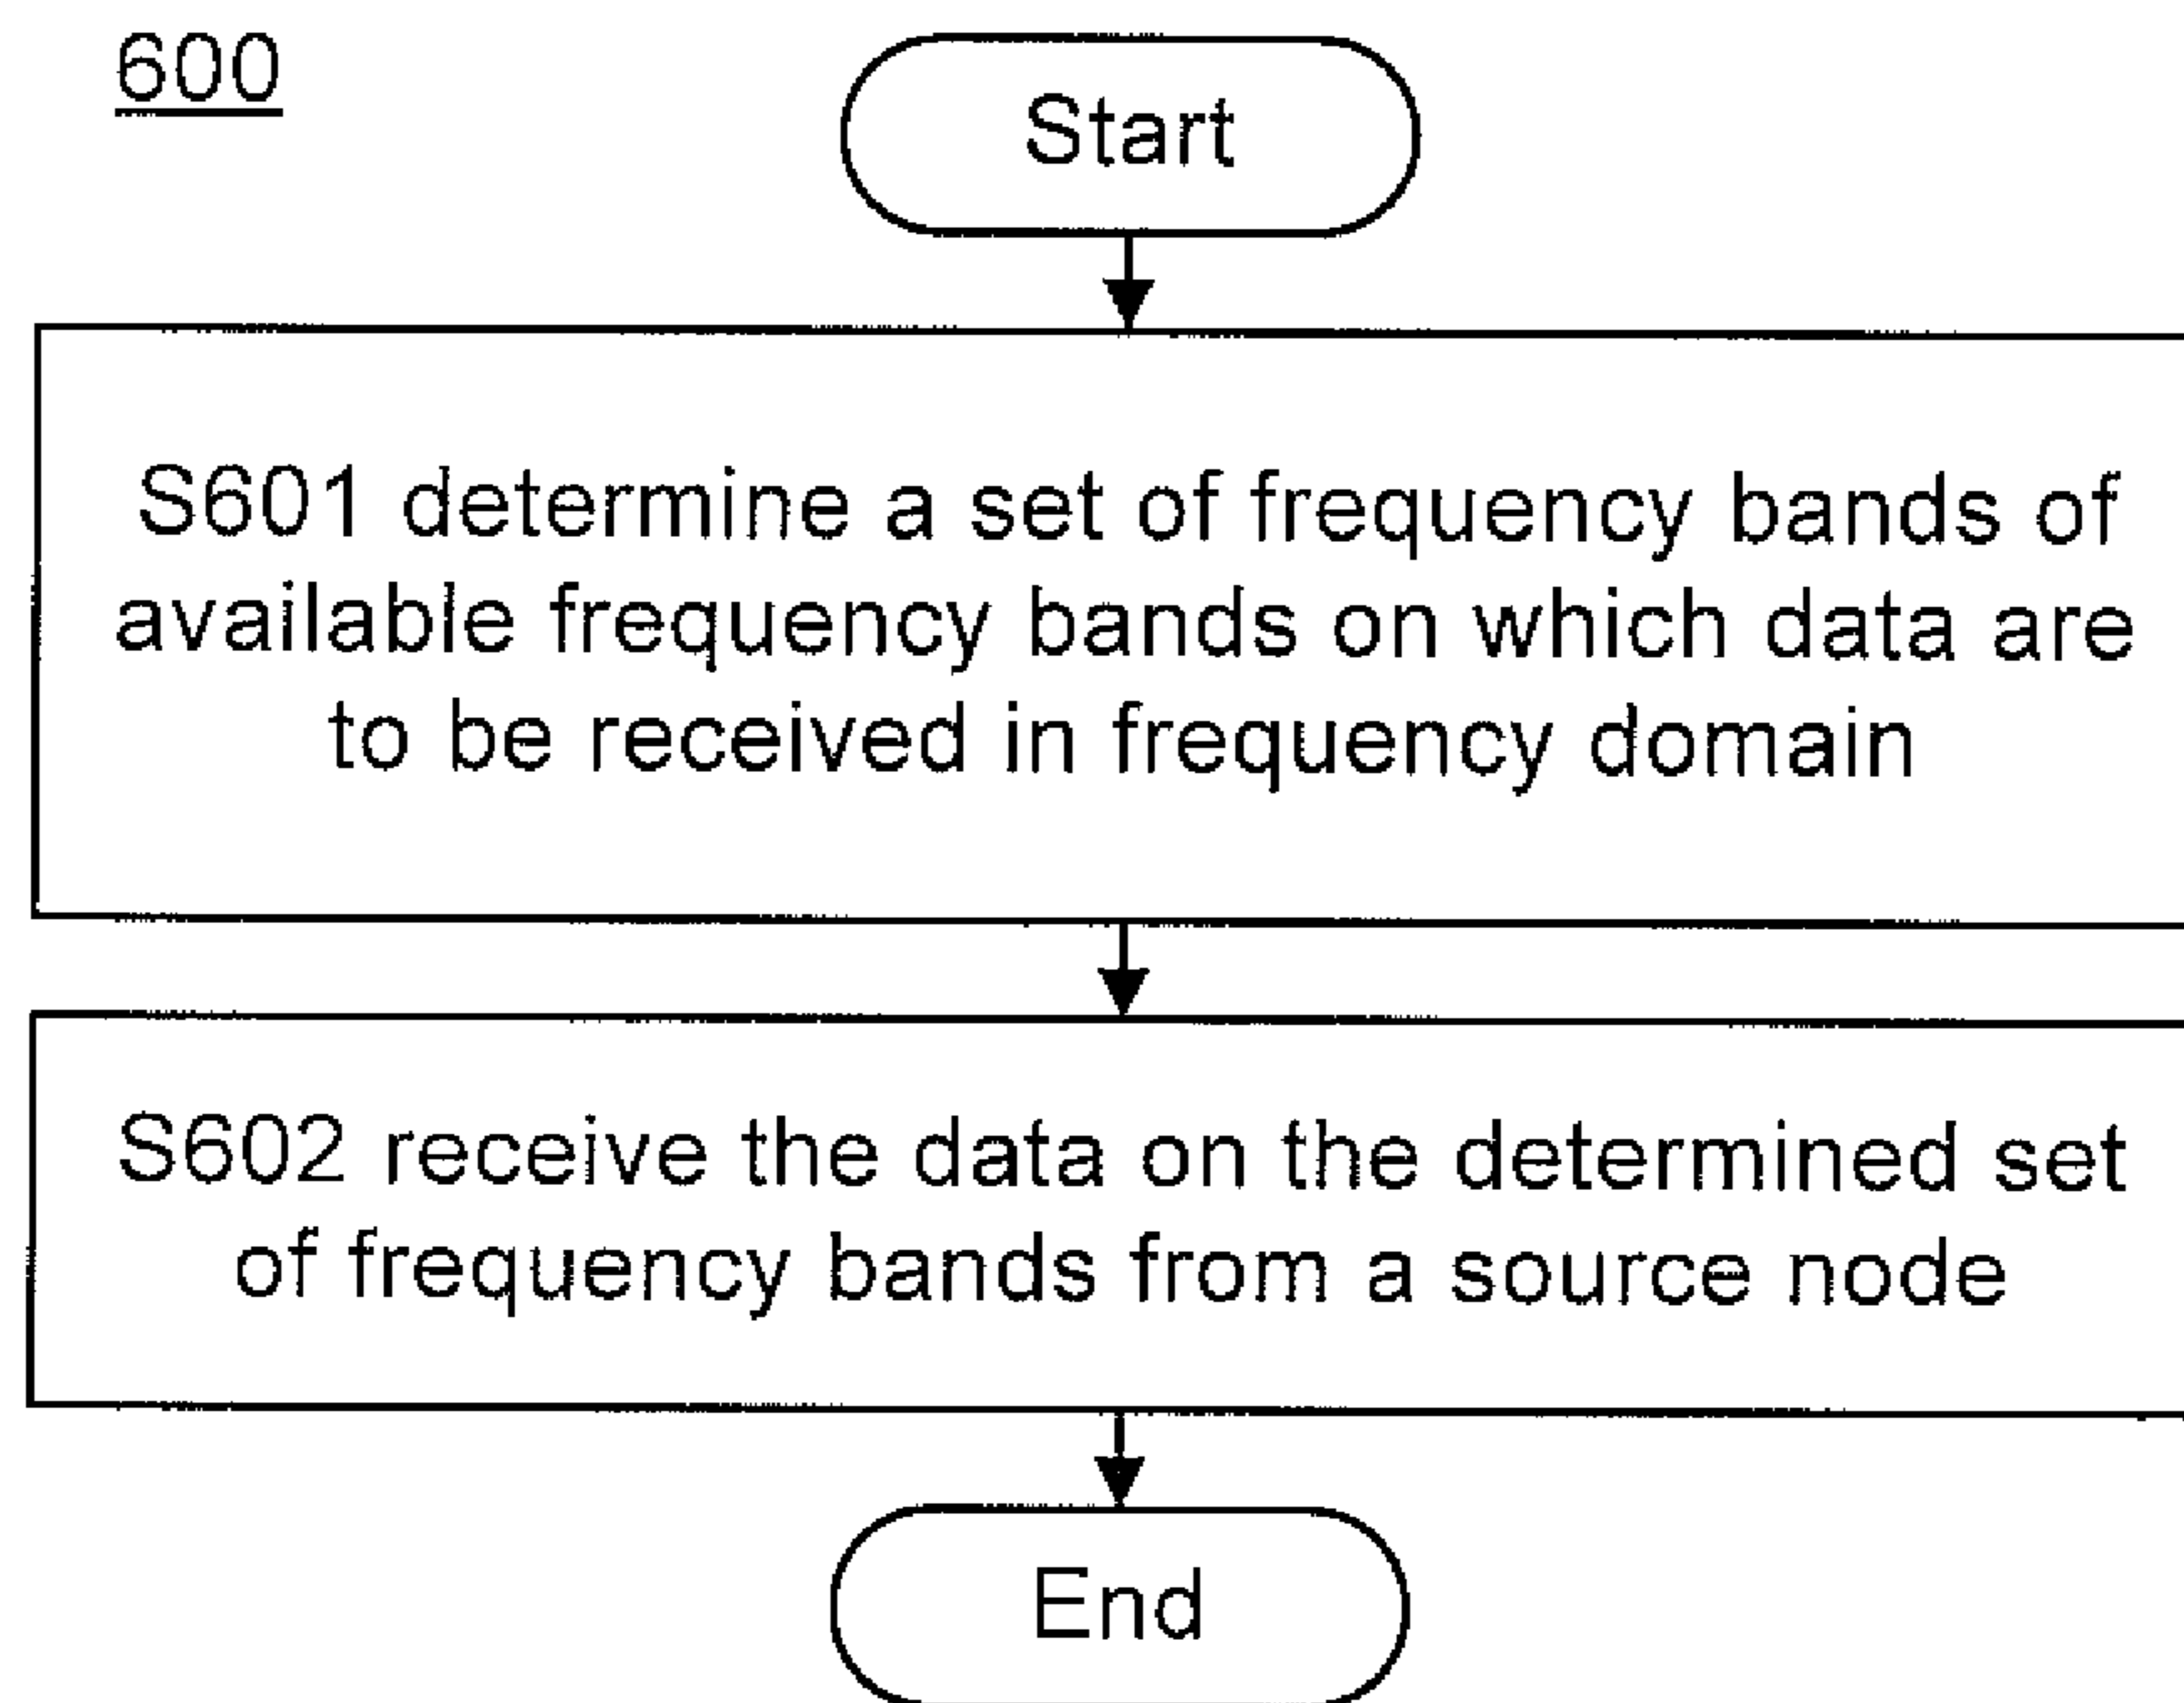 600
Start
S601 determine a set of frequency bands of
available frequency bands on which data are
to be received in frequency domain
S602 receive the data on the determined set
of frequency bands from a source node
End